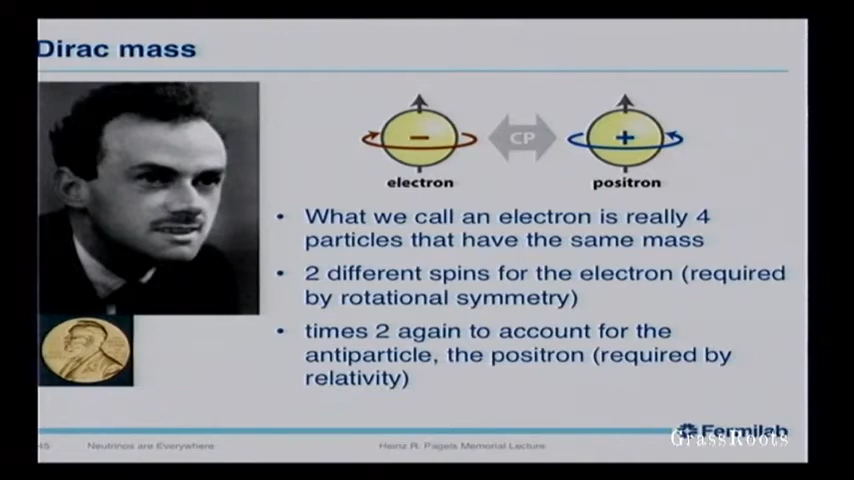 Dirac mass
− CP +
electron positron
• What we call an electron is really 4
particles that have the same mass
• 2 different spins for the electron (required
by rotational symmetry)
• times 2 again to account for the
antiparticle, the positron (required by
relativity)
Fermilab
GrassRoots
45 Neutrinos are Everywhere Heinz R. Pagels Memorial Lecture